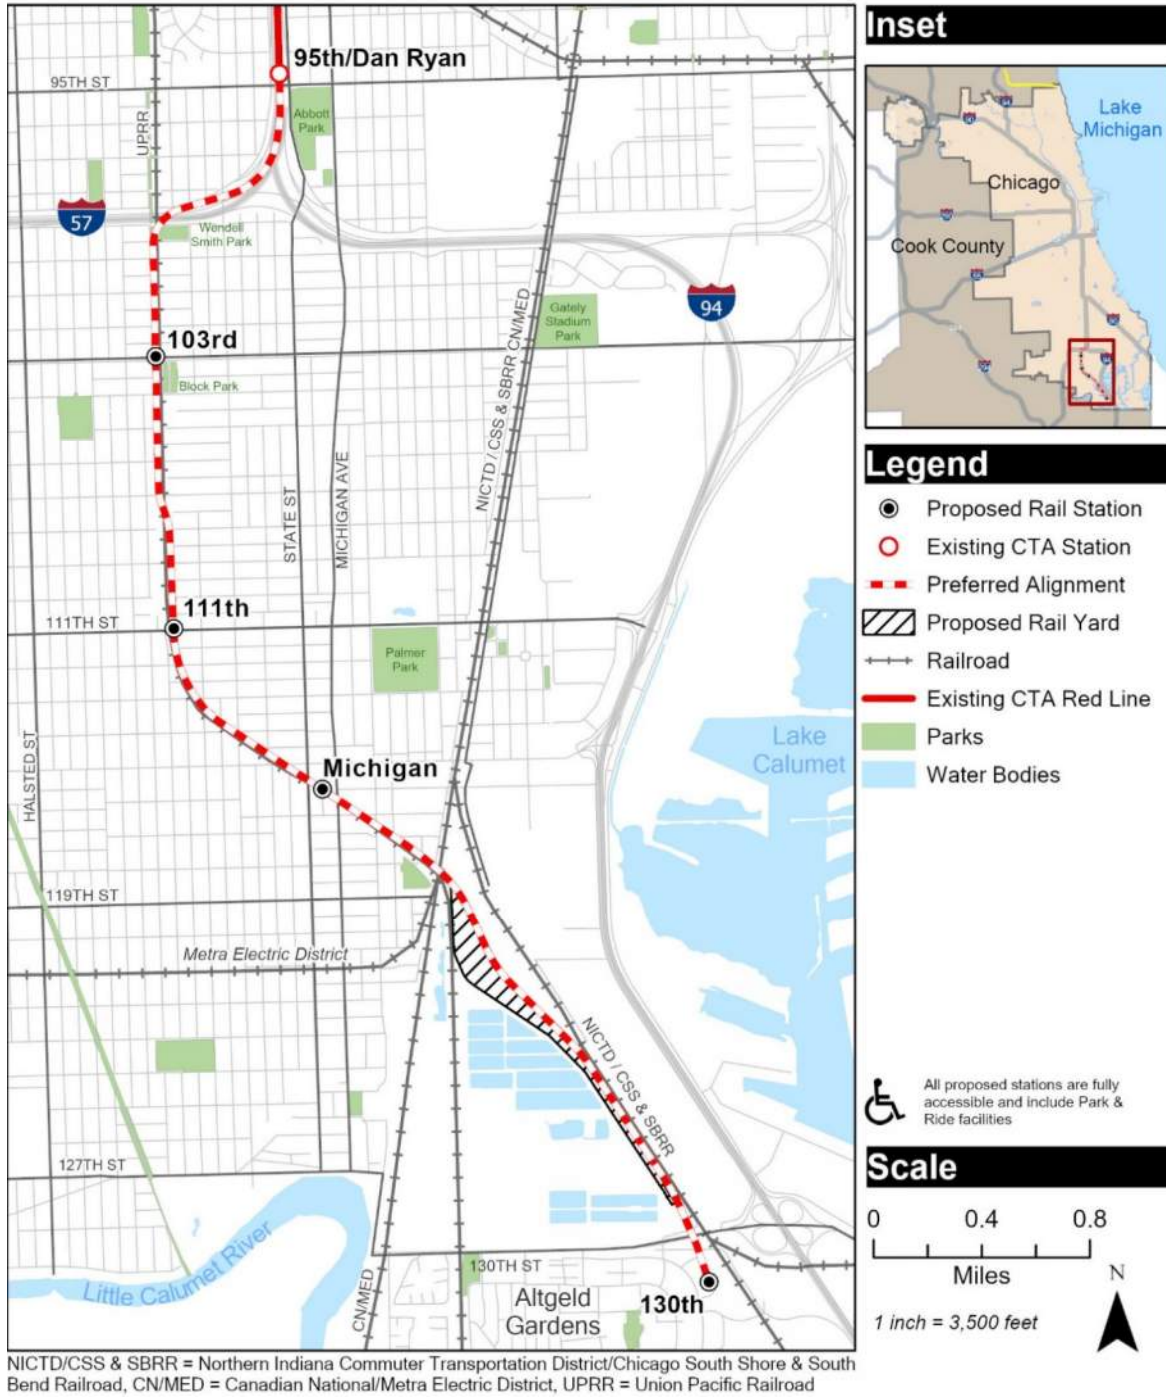 95th/Dan Ryan
95TH ST
UPRR
Abbott
Park
57
Wendell
Smith Park
94
103rd
Gately
Stadium
Park
NICTD / CSS & SBRR CN/MED
Block Park
STATE ST
MICHIGAN AVE
111TH ST
111th
Palmer
Park
HALSTED ST
Michigan
Lake
Calumet
119TH ST
Metra Electric District
NICTD / CSS & SBRR
127TH ST
Little Calumet River
CN/MED
130TH ST
Altgeld
Gardens
130th
NICTD/CSS & SBRR = Northern Indiana Commuter Transportation District/Chicago South Shore & South
Bend Railroad, CN/MED = Canadian National/Metra Electric District, UPRR = Union Pacific Railroad
Inset
Lake
Michigan
Chicago
Cook County
Legend
Proposed Rail Station
Existing CTA Station
Preferred Alignment
Proposed Rail Yard
Railroad
Existing CTA Red Line
Parks
Water Bodies
All proposed stations are fully
accessible and include Park &
Ride facilities
Scale
0 0.4 0.8
Miles
N
1 inch = 3,500 feet